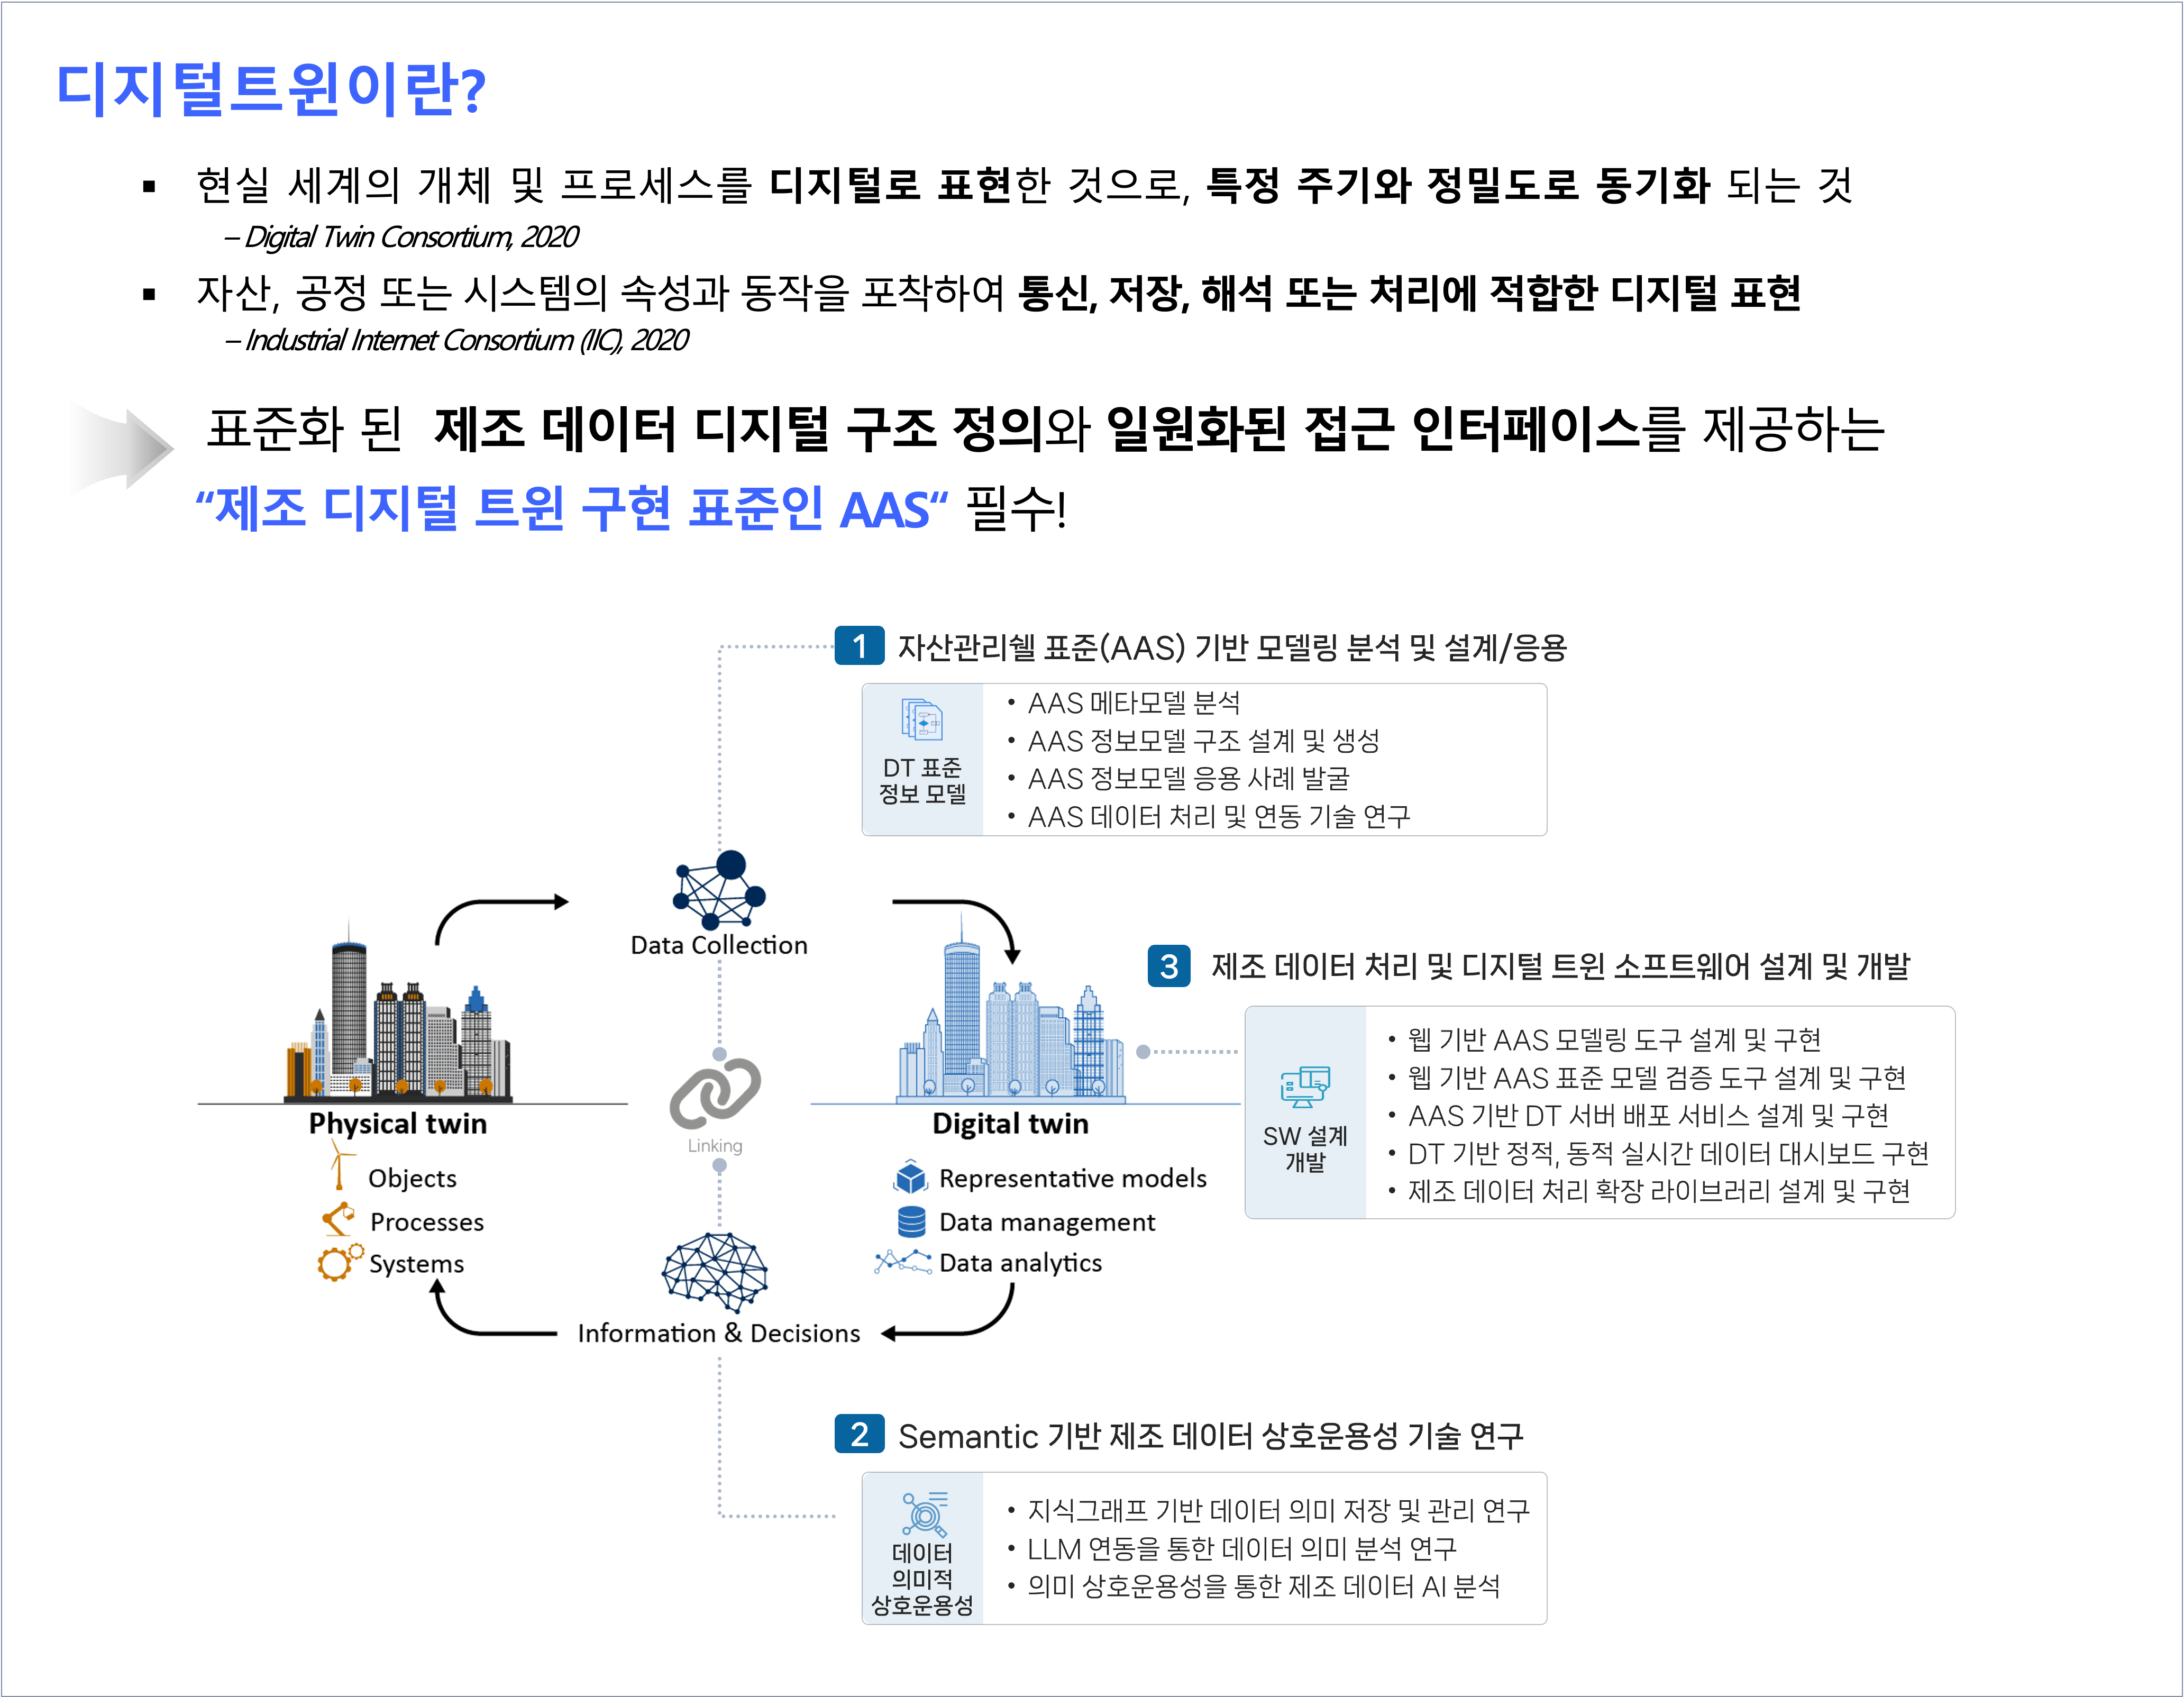 디지털트윈이란?
▪ 현실 세계의 개체 및 프로세스를 디지털로 표현한 것으로, 특정 주기와 정밀도로 동기화 되는 것
– Digital Twin Consortium, 2020
▪ 자산, 공정 또는 시스템의 속성과 동작을 포착하여 통신, 저장, 해석 또는 처리에 적합한 디지털 표현
– Industrial Internet Consortium (IIC), 2020
표준화 된 제조 데이터 디지털 구조 정의와 일원화된 접근 인터페이스를 제공하는
“제조 디지털 트윈 구현 표준인 AAS“ 필수!
1 자산관리쉘 표준(AAS) 기반 모델링 분석 및 설계/응용
DT 표준
정보 모델
• AAS 메타모델 분석
• AAS 정보모델 구조 설계 및 생성
• AAS 정보모델 응용 사례 발굴
• AAS 데이터 처리 및 연동 기술 연구
Data Collection
Linking
Physical twin
Objects
Processes
Systems
Digital twin
Representative models
Data management
Data analytics
Information & Decisions
3 제조 데이터 처리 및 디지털 트윈 소프트웨어 설계 및 개발
SW 설계
개발
• 웹 기반 AAS 모델링 도구 설계 및 구현
• 웹 기반 AAS 표준 모델 검증 도구 설계 및 구현
• AAS 기반 DT 서버 배포 서비스 설계 및 구현
• DT 기반 정적, 동적 실시간 데이터 대시보드 구현
• 제조 데이터 처리 확장 라이브러리 설계 및 구현
2 Semantic 기반 제조 데이터 상호운용성 기술 연구
데이터
의미적
상호운용성
• 지식그래프 기반 데이터 의미 저장 및 관리 연구
• LLM 연동을 통한 데이터 의미 분석 연구
• 의미 상호운용성을 통한 제조 데이터 AI 분석